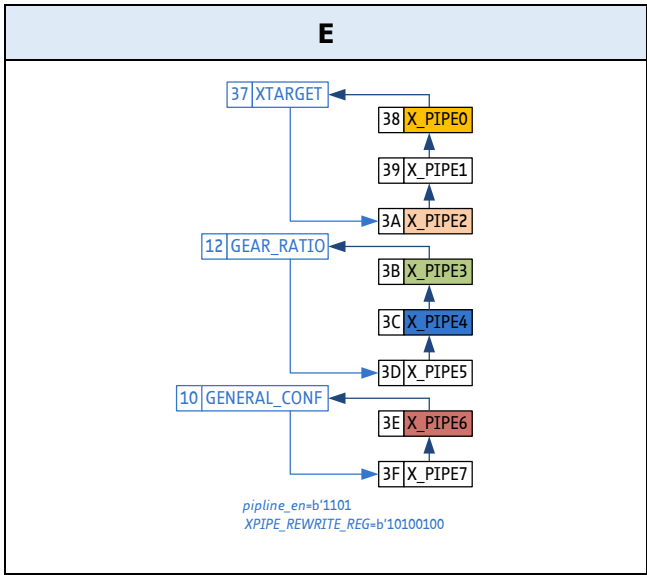 E
37 XTARGET
38 X_PIPE0
39 X_PIPE1
3A X_PIPE2
12 GEAR_RATIO
3B X_PIPE3
3C X_PIPE4
3D X_PIPE5
10 GENERAL_CONF
3E X_PIPE6
3F X_PIPE7
pipline_en=b'1101
XPIPE_REWRITE_REG=b'10100100